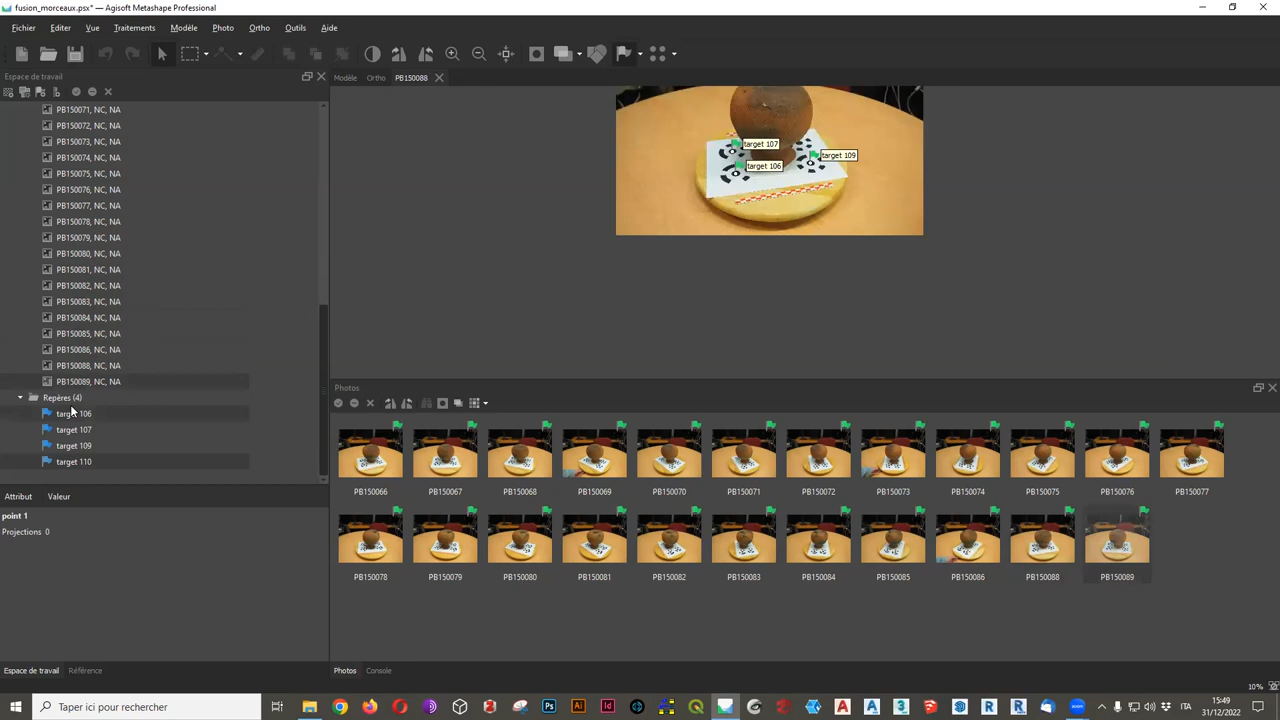 fusion_morceaux.psx* — Agisoft Metashape Professional
Fichier Editer Vue Traitements Modèle Photo Ortho Outils Aide
Espace de travail
Modèle Ortho PB150088
PB150071, NC, NA
PB150072, NC, NA
PB150073, NC, NA
PB150074, NC, NA
PB150075, NC, NA
PB150076, NC, NA
PB150077, NC, NA
PB150078, NC, NA
PB150079, NC, NA
PB150080, NC, NA
PB150081, NC, NA
PB150082, NC, NA
PB150083, NC, NA
PB150084, NC, NA
PB150085, NC, NA
PB150086, NC, NA
PB150088, NC, NA
PB150089, NC, NA
Repères (4)
target 106
target 107
target 109
target 110
target 107
target 109
target 106
Attribut Valeur
point 1
Projections 0
Photos
PB150066 PB150067 PB150068 PB150069 PB150070 PB150071 PB150072 PB150073 PB150074 PB150075 PB150076 PB150077
PB150078 PB150079 PB150080 PB150081 PB150082 PB150083 PB150084 PB150085 PB150086 PB150088 PB150089
Espace de travail Référence
Photos Console
10%
Taper ici pour rechercher
Ps Ai Id
A A 3 R R
ITA
15:49
31/12/2022